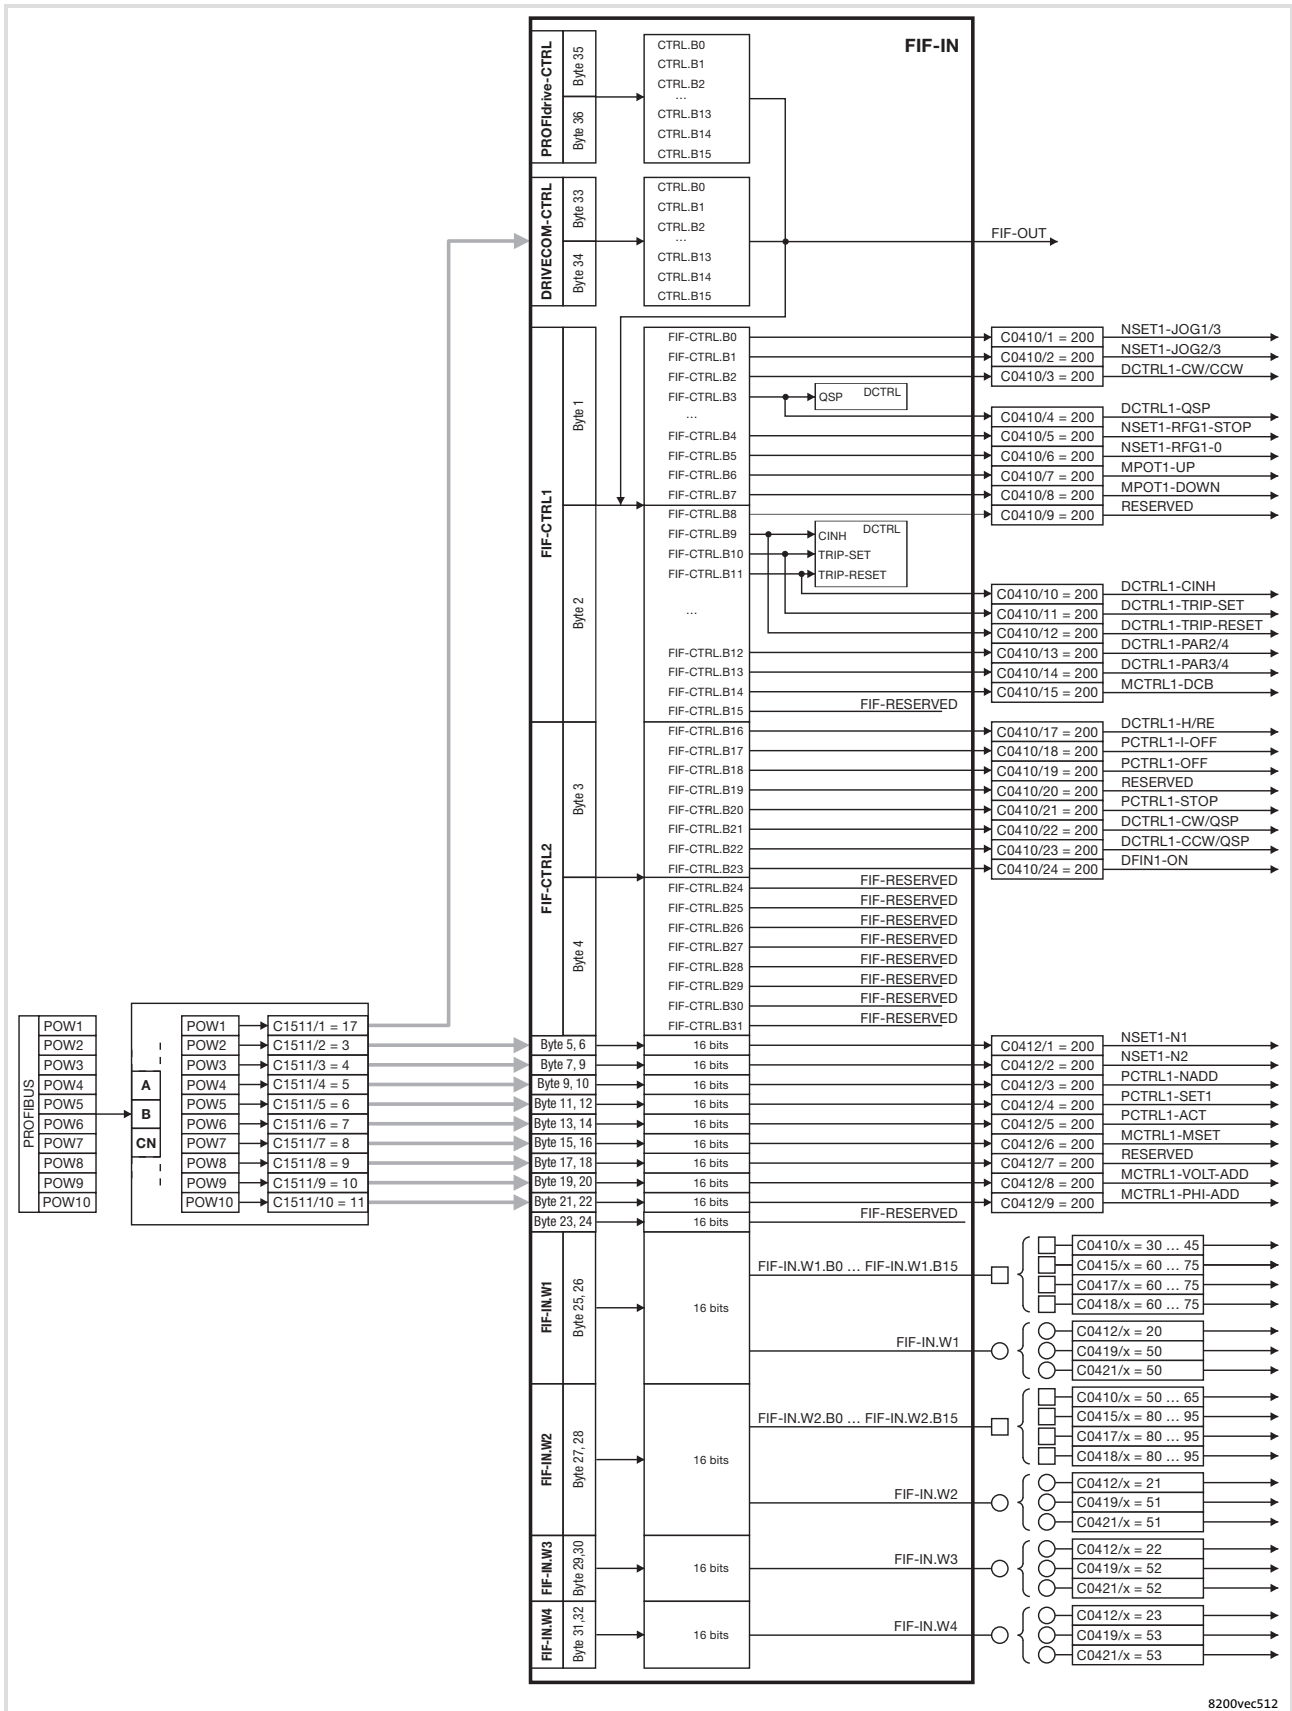 FIF-IN
PROFIdrive-CTRL
Byte 35
Byte 36
CTRL.B0
CTRL.B1
CTRL.B2
...
CTRL.B13
CTRL.B14
CTRL.B15
DRIVECOM-CTRL
Byte 33
Byte 34
CTRL.B0
CTRL.B1
CTRL.B2
...
CTRL.B13
CTRL.B14
CTRL.B15
FIF-OUT
FIF-CTRL1
Byte 1
Byte 2
FIF-CTRL.B0 C0410/1 = 200 NSET1-JOG1/3
FIF-CTRL.B1 C0410/2 = 200 NSET1-JOG2/3
FIF-CTRL.B2 C0410/3 = 200 DCTRL1-CW/CCW
FIF-CTRL.B3 QSP DCTRL
... C0410/4 = 200 DCTRL1-QSP
FIF-CTRL.B4 C0410/5 = 200 NSET1-RFG1-STOP
FIF-CTRL.B5 C0410/6 = 200 NSET1-RFG1-0
FIF-CTRL.B6 C0410/7 = 200 MPOT1-UP
FIF-CTRL.B7 C0410/8 = 200 MPOT1-DOWN
FIF-CTRL.B8 C0410/9 = 200 RESERVED
FIF-CTRL.B9 CINH DCTRL
FIF-CTRL.B10 TRIP-SET
FIF-CTRL.B11 TRIP-RESET
C0410/10 = 200 DCTRL1-CINH
... C0410/11 = 200 DCTRL1-TRIP-SET
C0410/12 = 200 DCTRL1-TRIP-RESET
FIF-CTRL.B12 C0410/13 = 200 DCTRL1-PAR2/4
FIF-CTRL.B13 C0410/14 = 200 DCTRL1-PAR3/4
FIF-CTRL.B14 C0410/15 = 200 MCTRL1-DCB
FIF-CTRL.B15 FIF-RESERVED
FIF-CTRL2
Byte 3
Byte 4
FIF-CTRL.B16 C0410/17 = 200 DCTRL1-H/RE
FIF-CTRL.B17 C0410/18 = 200 PCTRL1-I-OFF
FIF-CTRL.B18 C0410/19 = 200 PCTRL1-OFF
FIF-CTRL.B19 C0410/20 = 200 RESERVED
FIF-CTRL.B20 C0410/21 = 200 PCTRL1-STOP
FIF-CTRL.B21 C0410/22 = 200 DCTRL1-CW/QSP
FIF-CTRL.B22 C0410/23 = 200 DCTRL1-CCW/QSP
FIF-CTRL.B23 C0410/24 = 200 DFIN1-ON
FIF-CTRL.B24 FIF-RESERVED
FIF-CTRL.B25 FIF-RESERVED
FIF-CTRL.B26 FIF-RESERVED
FIF-CTRL.B27 FIF-RESERVED
FIF-CTRL.B28 FIF-RESERVED
FIF-CTRL.B29 FIF-RESERVED
FIF-CTRL.B30 FIF-RESERVED
FIF-CTRL.B31 FIF-RESERVED
PROFIBUS
A
B
CN
POW1 POW1 C1511/1 = 17
POW2 POW2 C1511/2 = 3 Byte 5, 6 16 bits C0412/1 = 200 NSET1-N1
POW3 POW3 C1511/3 = 4 Byte 7, 9 16 bits C0412/2 = 200 NSET1-N2
POW4 POW4 C1511/4 = 5 Byte 9, 10 16 bits C0412/3 = 200 PCTRL1-NADD
POW5 POW5 C1511/5 = 6 Byte 11, 12 16 bits C0412/4 = 200 PCTRL1-SET1
POW6 POW6 C1511/6 = 7 Byte 13, 14 16 bits C0412/5 = 200 PCTRL1-ACT
POW7 POW7 C1511/7 = 8 Byte 15, 16 16 bits C0412/6 = 200 MCTRL1-MSET
POW8 POW8 C1511/8 = 9 Byte 17, 18 16 bits C0412/7 = 200 RESERVED
POW9 POW9 C1511/9 = 10 Byte 19, 20 16 bits C0412/8 = 200 MCTRL1-VOLT-ADD
POW10 POW10 C1511/10 = 11 Byte 21, 22 16 bits C0412/9 = 200 MCTRL1-PHI-ADD
Byte 23, 24 16 bits FIF-RESERVED
FIF-IN.W1
Byte 25, 26
16 bits
FIF-IN.W1.B0 ... FIF-IN.W1.B15
C0410/x = 30 ... 45
C0415/x = 60 ... 75
C0417/x = 60 ... 75
C0418/x = 60 ... 75
FIF-IN.W1
C0412/x = 20
C0419/x = 50
C0421/x = 50
FIF-IN.W2
Byte 27, 28
16 bits
FIF-IN.W2.B0 ... FIF-IN.W2.B15
C0410/x = 50 ... 65
C0415/x = 80 ... 95
C0417/x = 80 ... 95
C0418/x = 80 ... 95
FIF-IN.W2
C0412/x = 21
C0419/x = 51
C0421/x = 51
FIF-IN.W3
Byte 29,30
16 bits
FIF-IN.W3
C0412/x = 22
C0419/x = 52
C0421/x = 52
FIF-IN.W4
Byte 31,32
16 bits
FIF-IN.W4
C0412/x = 23
C0419/x = 53
C0421/x = 53
8200vec512